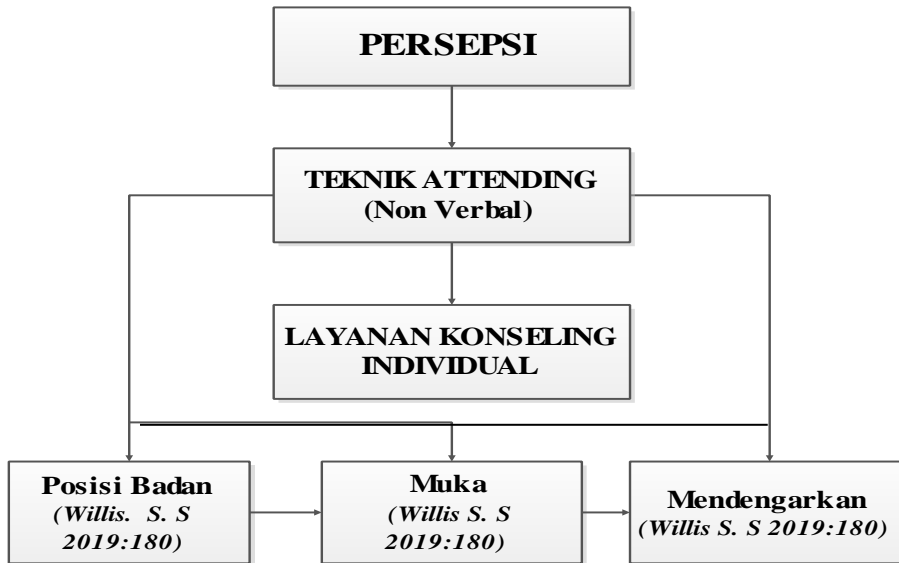 PERSEPSI
TEKNIK ATTENDING
(Non Verbal)
LAYANAN KONSELING
INDIVIDUAL
Posisi Badan
(Willis. S. S
2019:180)
Muka
(Willis S. S
2019:180)
Mendengarkan
(Willis S. S 2019:180)